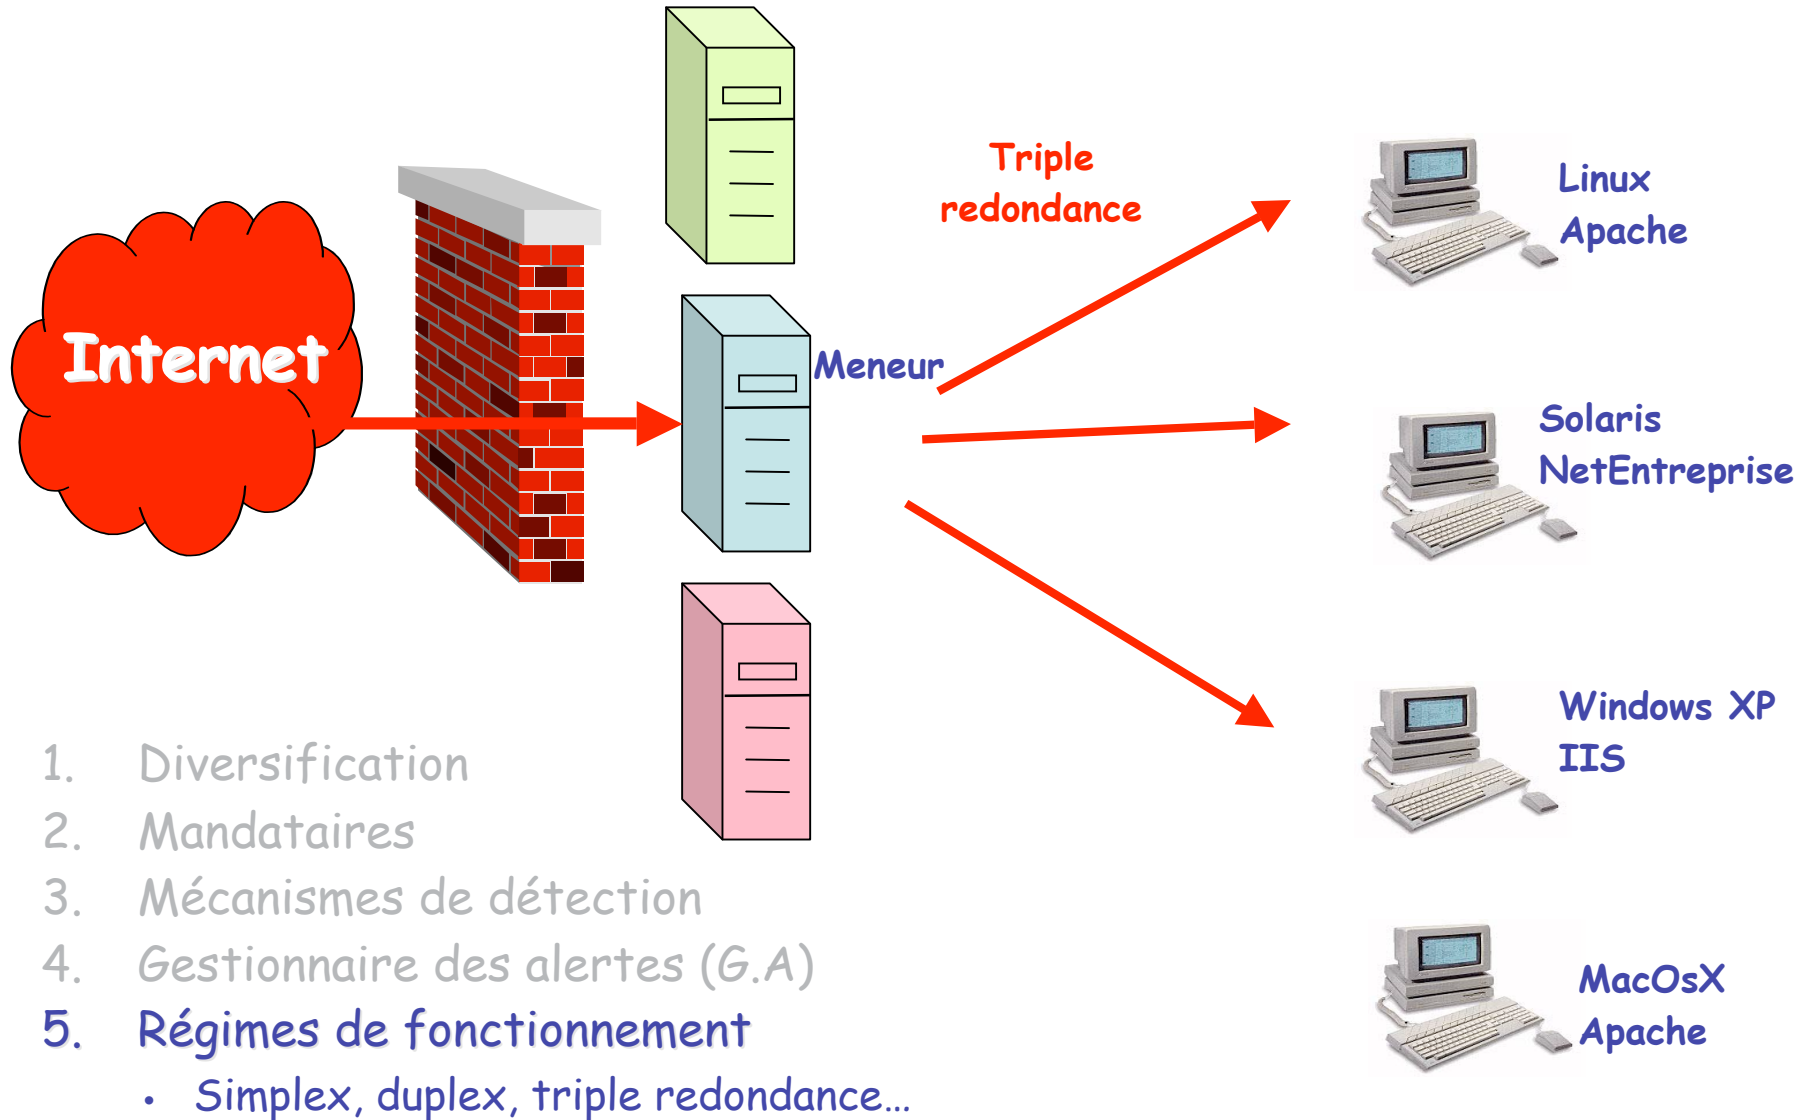 Triple
redondance
Linux
Apache
Internet
Meneur
Solaris
NetEntreprise
Windows XP
IIS
1. Diversification
2. Mandataires
3. Mécanismes de détection
4. Gestionnaire des alertes (G.A)
5. Régimes de fonctionnement
• Simplex, duplex, triple redondance…
MacOsX
Apache